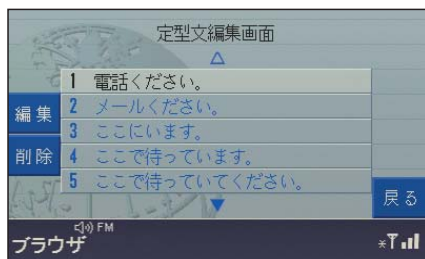 定型文編集画面
1 電話ください。
2 メールください。
3 ここにいます。
4 ここで待っています。
5 ここで待っていてください。
編集
削除
戻る
FM
ブラウザ